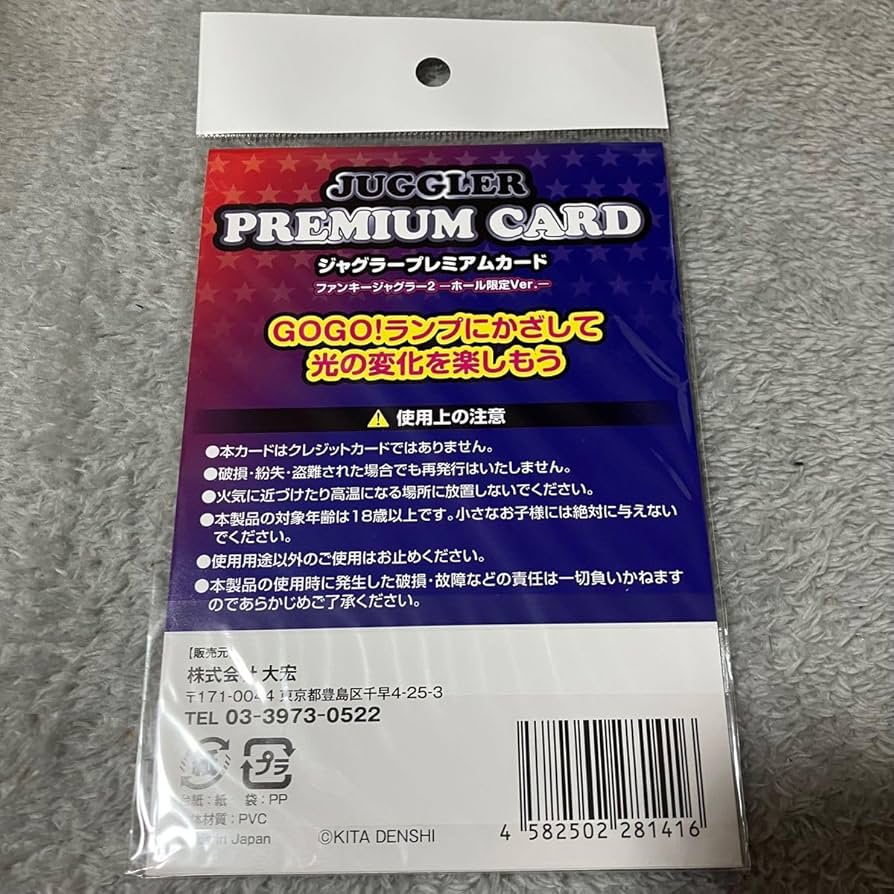 JUGGLER
PREMIUM CARD
ジャグラープレミアムカード
ファンキージャグラー2 ーホール限定Ver.ー
GOGO!ランプにかざして
光の変化を楽しもう
使用上の注意
●本カードはクレジットカードではありません。
●破損・紛失・盗難された場合でも再発行はいたしません。
●火気に近づけたり高温になる場所に放置しないでください。
●本製品の対象年齢は18歳以上です。小さなお子様には絶対に与えない
でください。
●使用用途以外のご使用はお止めください。
●本製品の使用時に発生した破損・故障などの責任は一切負いかねます
のであらかじめご了承ください。
【販売元
株式会社 大宏
〒171-0044 東京都豊島区千早4-25-3
TEL 03-3973-0522
紙 プラ
台紙：紙 袋：PP
体材質：PVC
in Japan
©KITA DENSHI
4 582502 281416